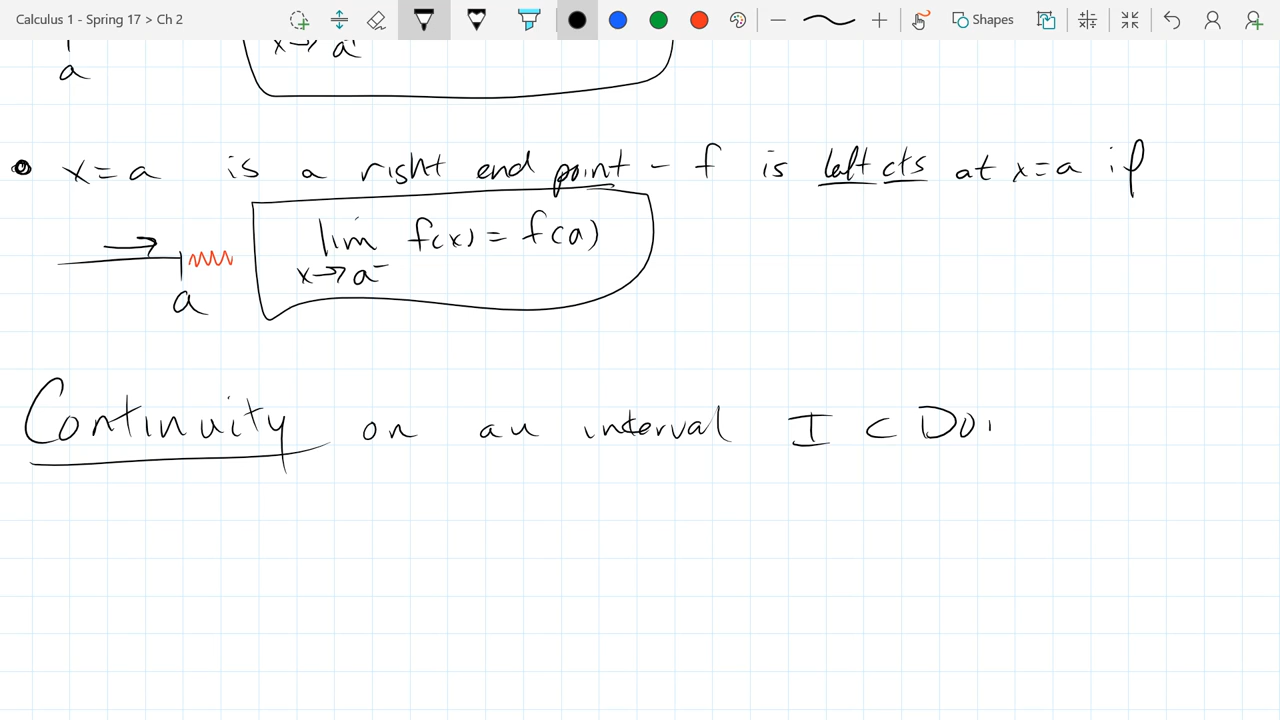 Calculus 1 - Spring 17 > Ch 2
Shapes
x → a⁺
a
• x = a is a right end point - f is left cts at x = a if
lim f(x) = f(a)
x → a⁻
a
Continuity on an interval I ⊂ Do